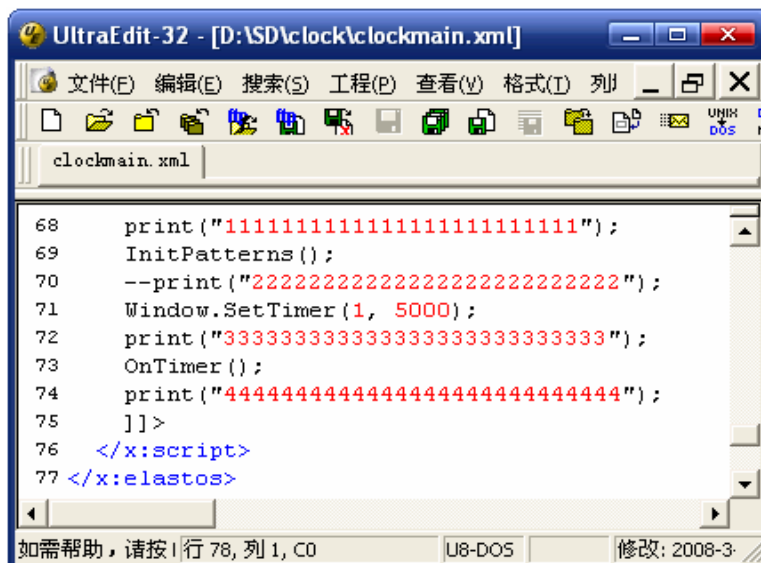 UltraEdit-32 - [D:\SD\clock\clockmain.xml]
文件(F) 编辑(E) 搜索(S) 工程(P) 查看(V) 格式(T) 列
UNIX
DOS
clockmain.xml
68 print("1111111111111111111111111");
69 InitPatterns();
70 --print("22222222222222222222222222");
71 Window.SetTimer(1, 5000);
72 print("333333333333333333333333333");
73 OnTimer();
74 print("4444444444444444444444444444");
75 ]]>
76 </x:script>
77 </x:elastos>
如需帮助，请按 行 78, 列 1, C0 U8-DOS 修改: 2008-3-